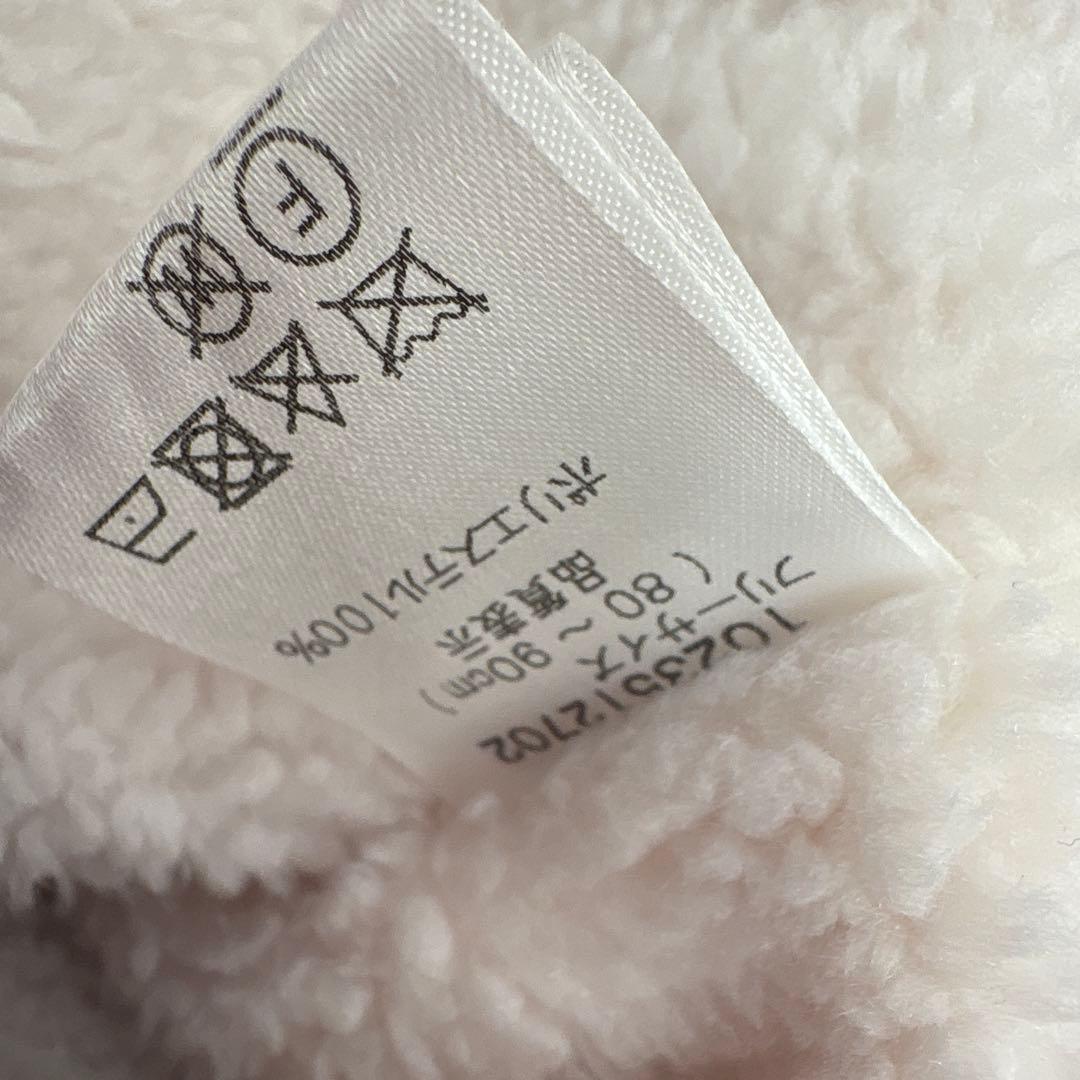 1023512702
フリーサイズ
( 80 ~ 90cm )
品質表示
ポリエステル100%
F
W